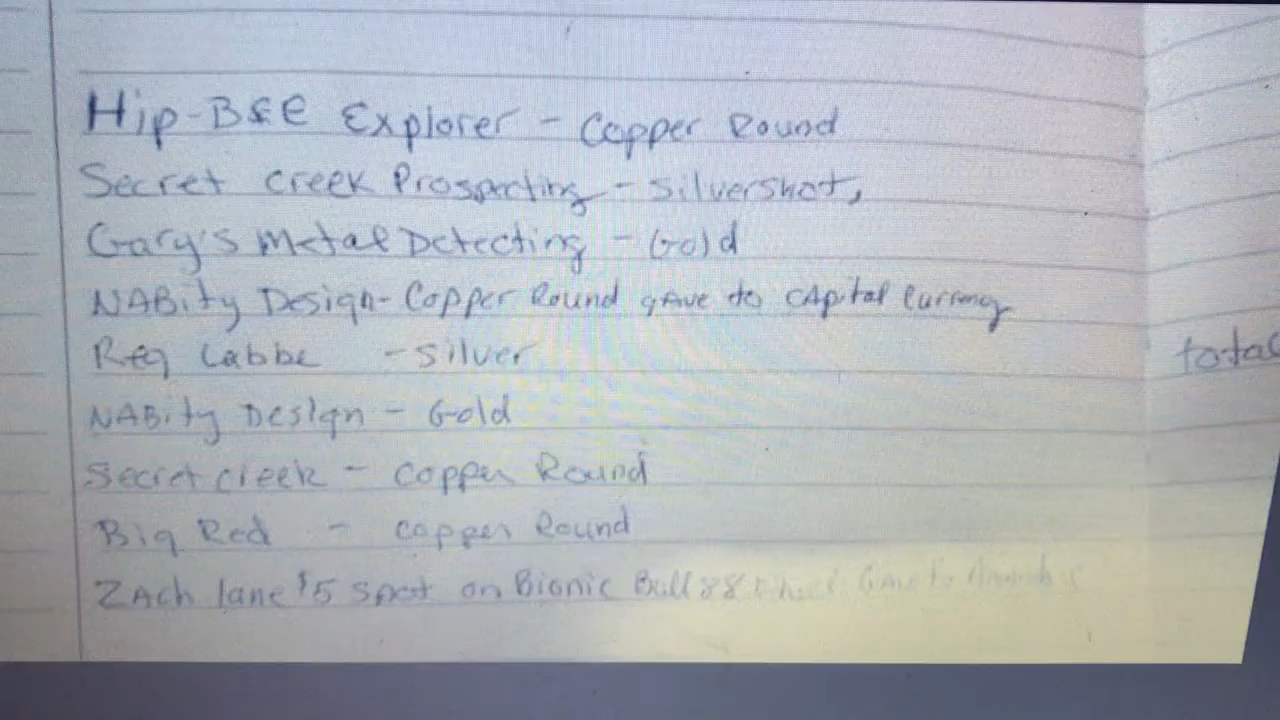 Hip-BEE Explorer - Copper Round
Secret Creek Prospecting - silvershot,
Gary's Metal Detecting - Gold
NABity Design - Copper Round gave to Capital Currency
Reg Labbe - silver
total
NABity Design - Gold
Secret Creek - Copper Round
Big Red - Copper Round
Zach lane $5 spot on Bionic Bull 88